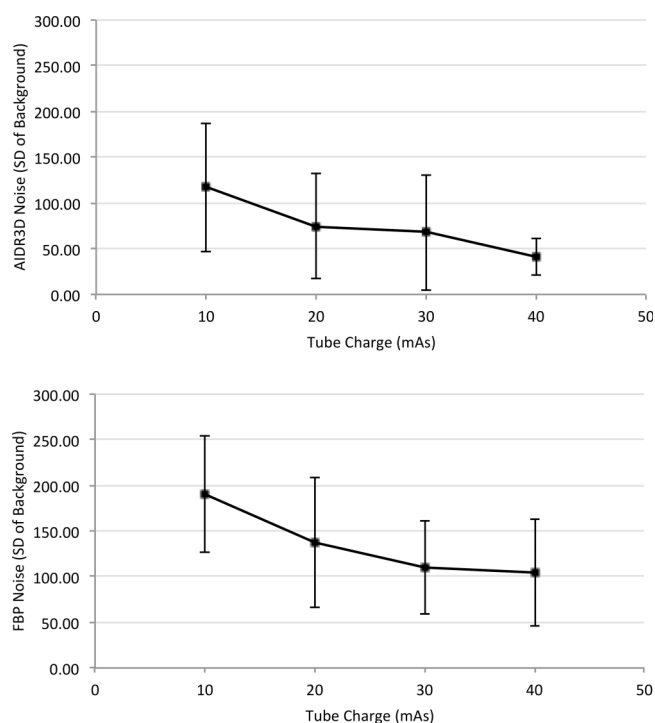 300.00
250.00
200.00
150.00
100.00
50.00
0.00
AIDR3D Noise (SD of Background)
0 10 20 30 40 50
Tube Charge (mAs)
300.00
250.00
200.00
150.00
100.00
50.00
0.00
FBP Noise (SD of Background)
0 10 20 30 40 50
Tube Charge (mAs)